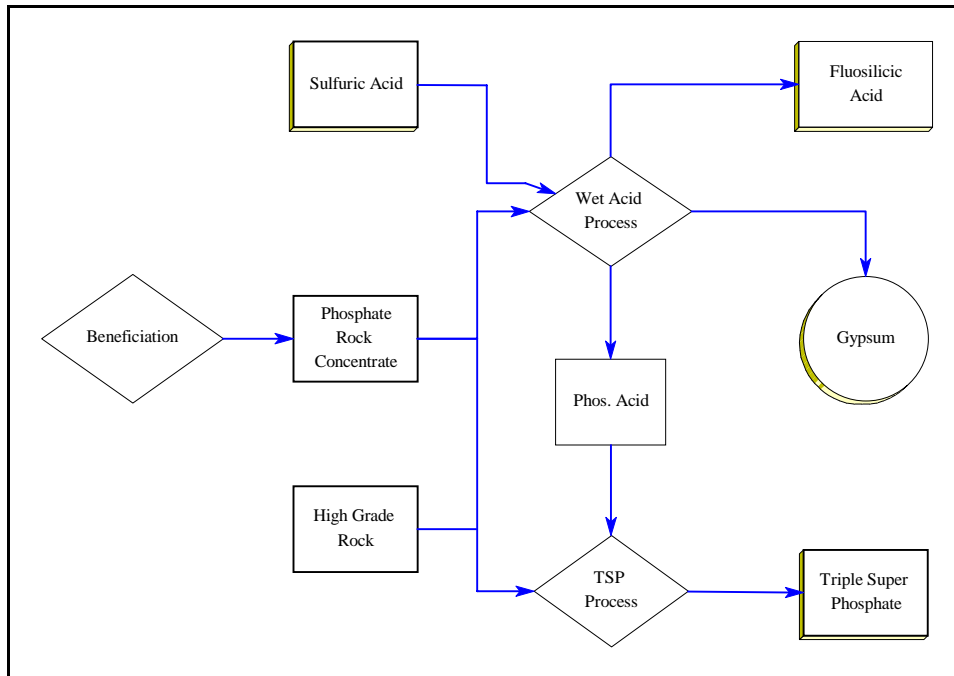 Sulfuric Acid
Fluosilicic
Acid
Wet Acid
Process
Beneficiation
Phosphate
Rock
Concentrate
Gypsum
Phos. Acid
High Grade
Rock
TSP
Process
Triple Super
Phosphate